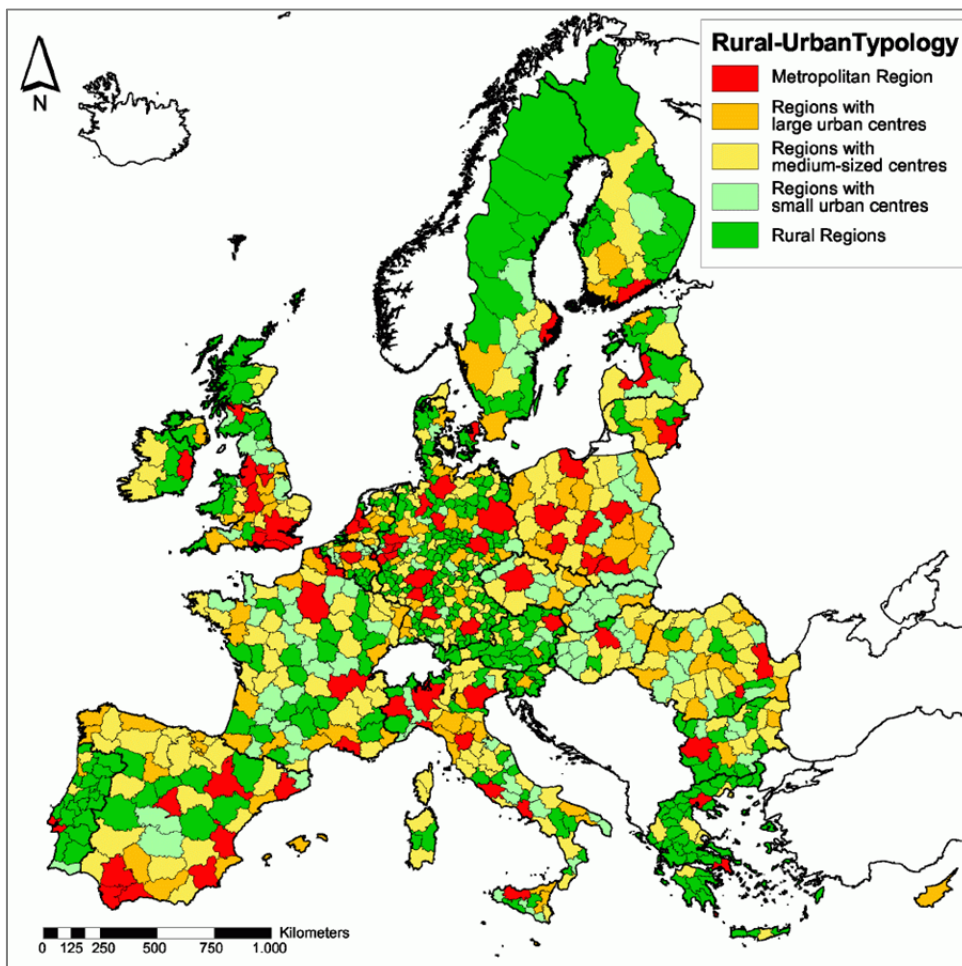 Rural-UrbanTypology
Metropolitan Region
Regions with
large urban centres
Regions with
medium-sized centres
Regions with
small urban centres
Rural Regions
N
Kilometers
0 125 250 500 750 1.000